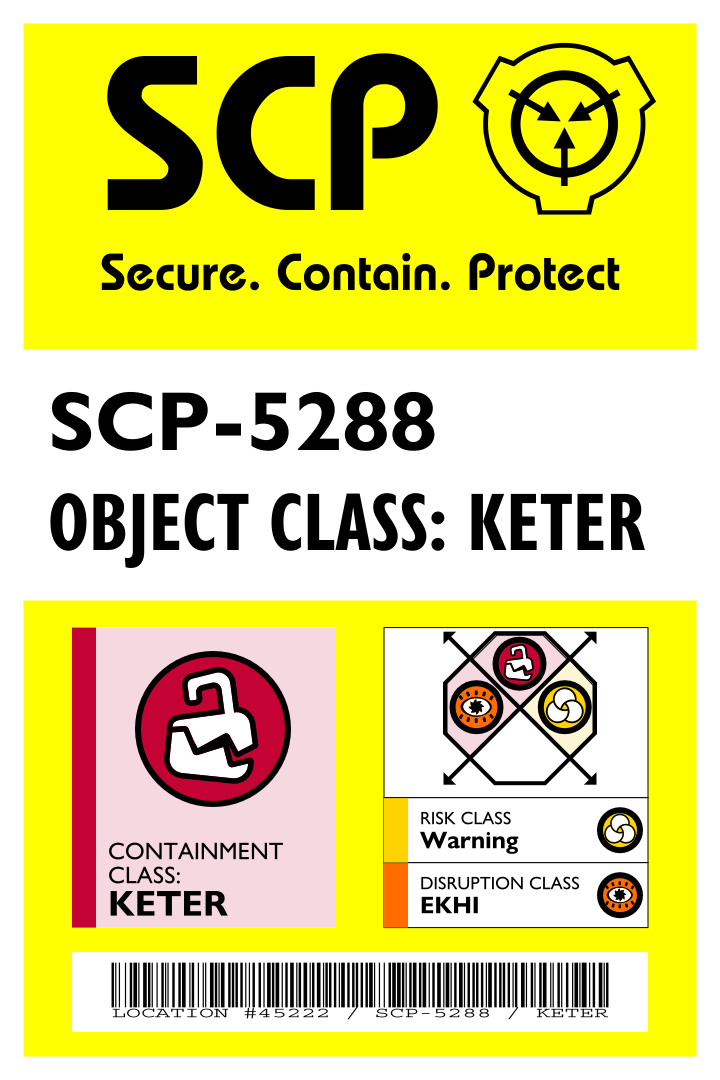 SCP
Secure. Contain. Protect
SCP-5288
OBJECT CLASS: KETER
CONTAINMENT
CLASS:
KETER
RISK CLASS
Warning
DISRUPTION CLASS
EKHI
LOCATION #45222 / SCP-5288 / KETER